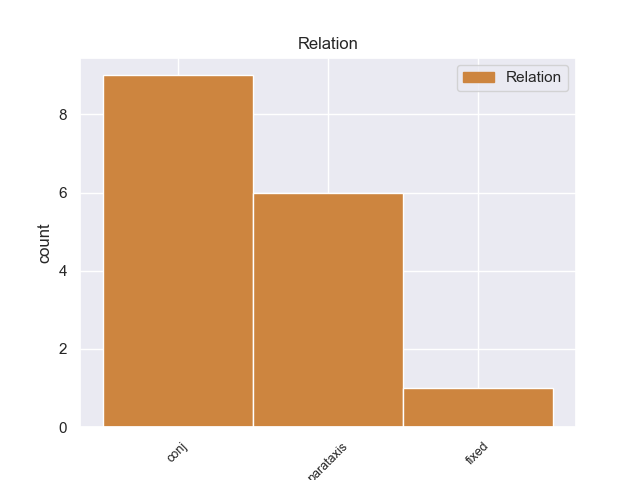 Relation
Relation
8
6
4
2
0
count
conj
parataxis
fixed